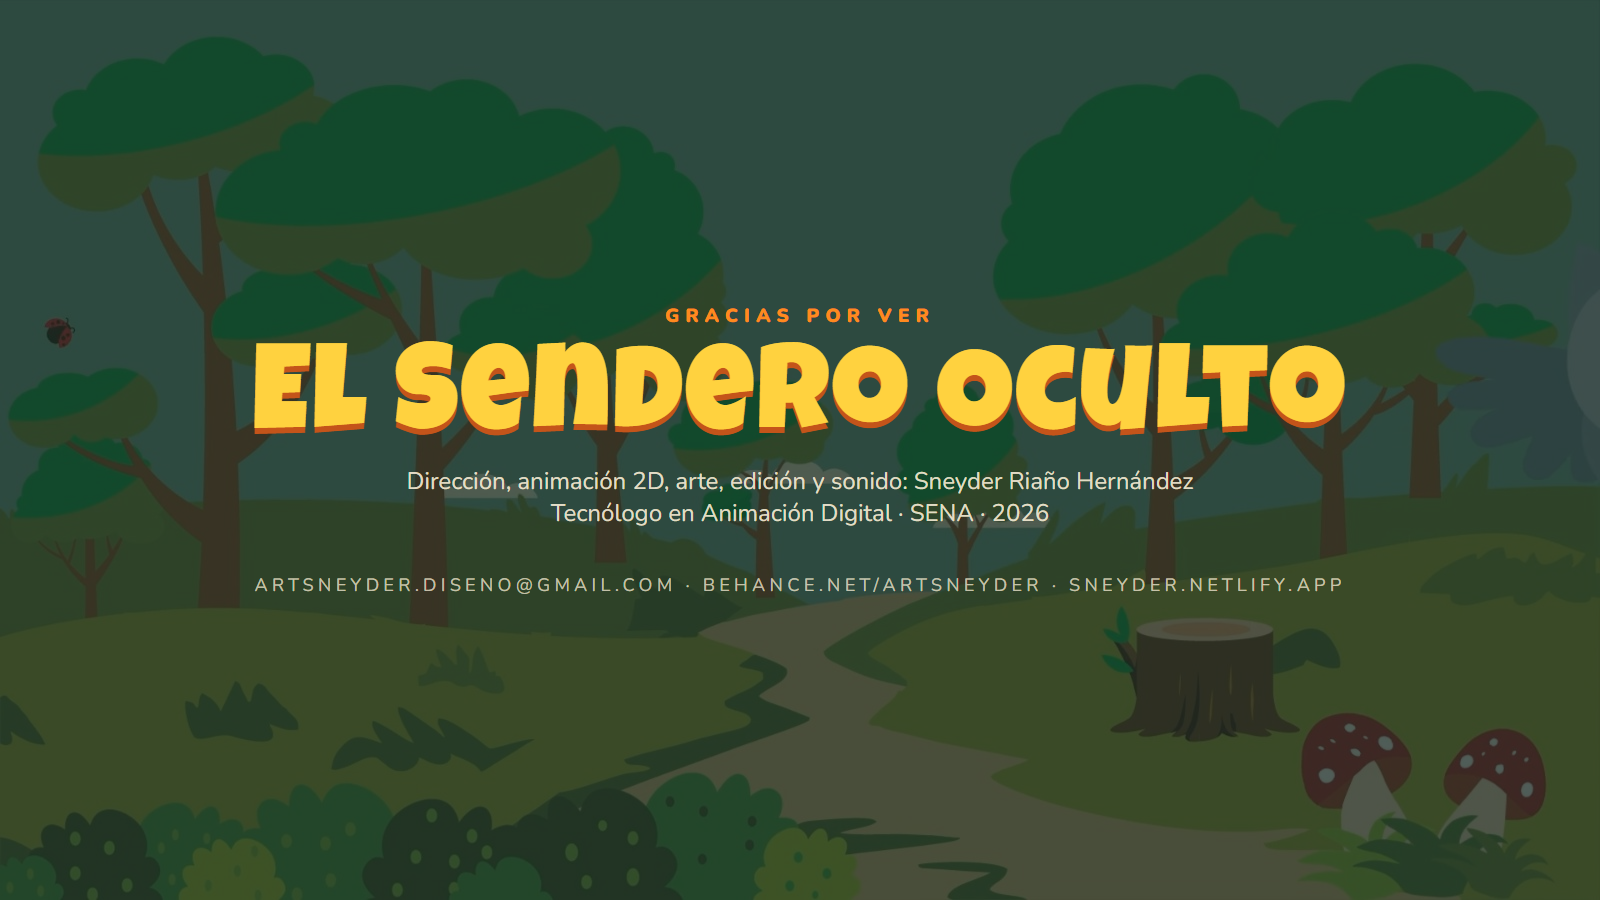 GRACIAS POR VER
EL SENDERO OCULTO
Dirección, animación 2D, arte, edición y sonido: Sneyder Riaño Hernández
Tecnólogo en Animación Digital · SENA · 2026
ARTSNEYDER.DISENO@GMAIL.COM · BEHANCE.NET/ARTSNEYDER · SNEYDER.NETLIFY.APP